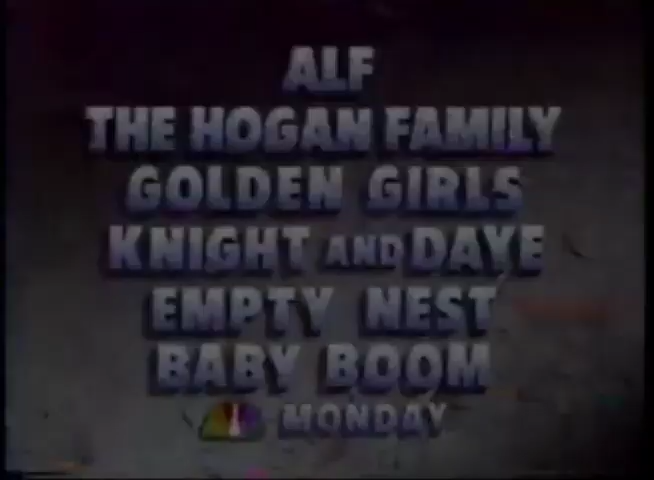 ALF
THE HOGAN FAMILY
GOLDEN GIRLS
KNIGHT AND DAYE
EMPTY NEST
BABY BOOM
MONDAY